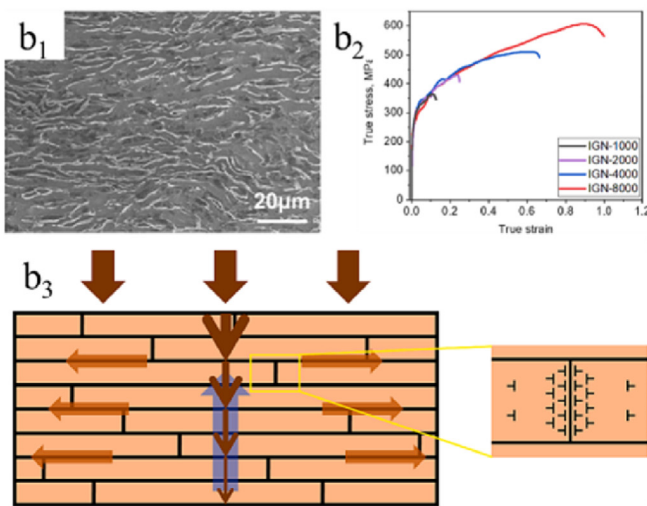 b1
20μm
b2
True stress, MPa
600
500
400
300
200
100
0
IGN-1000
IGN-2000
IGN-4000
IGN-8000
0.0 0.2 0.4 0.6 0.8 1.0 1.2
True strain
b3